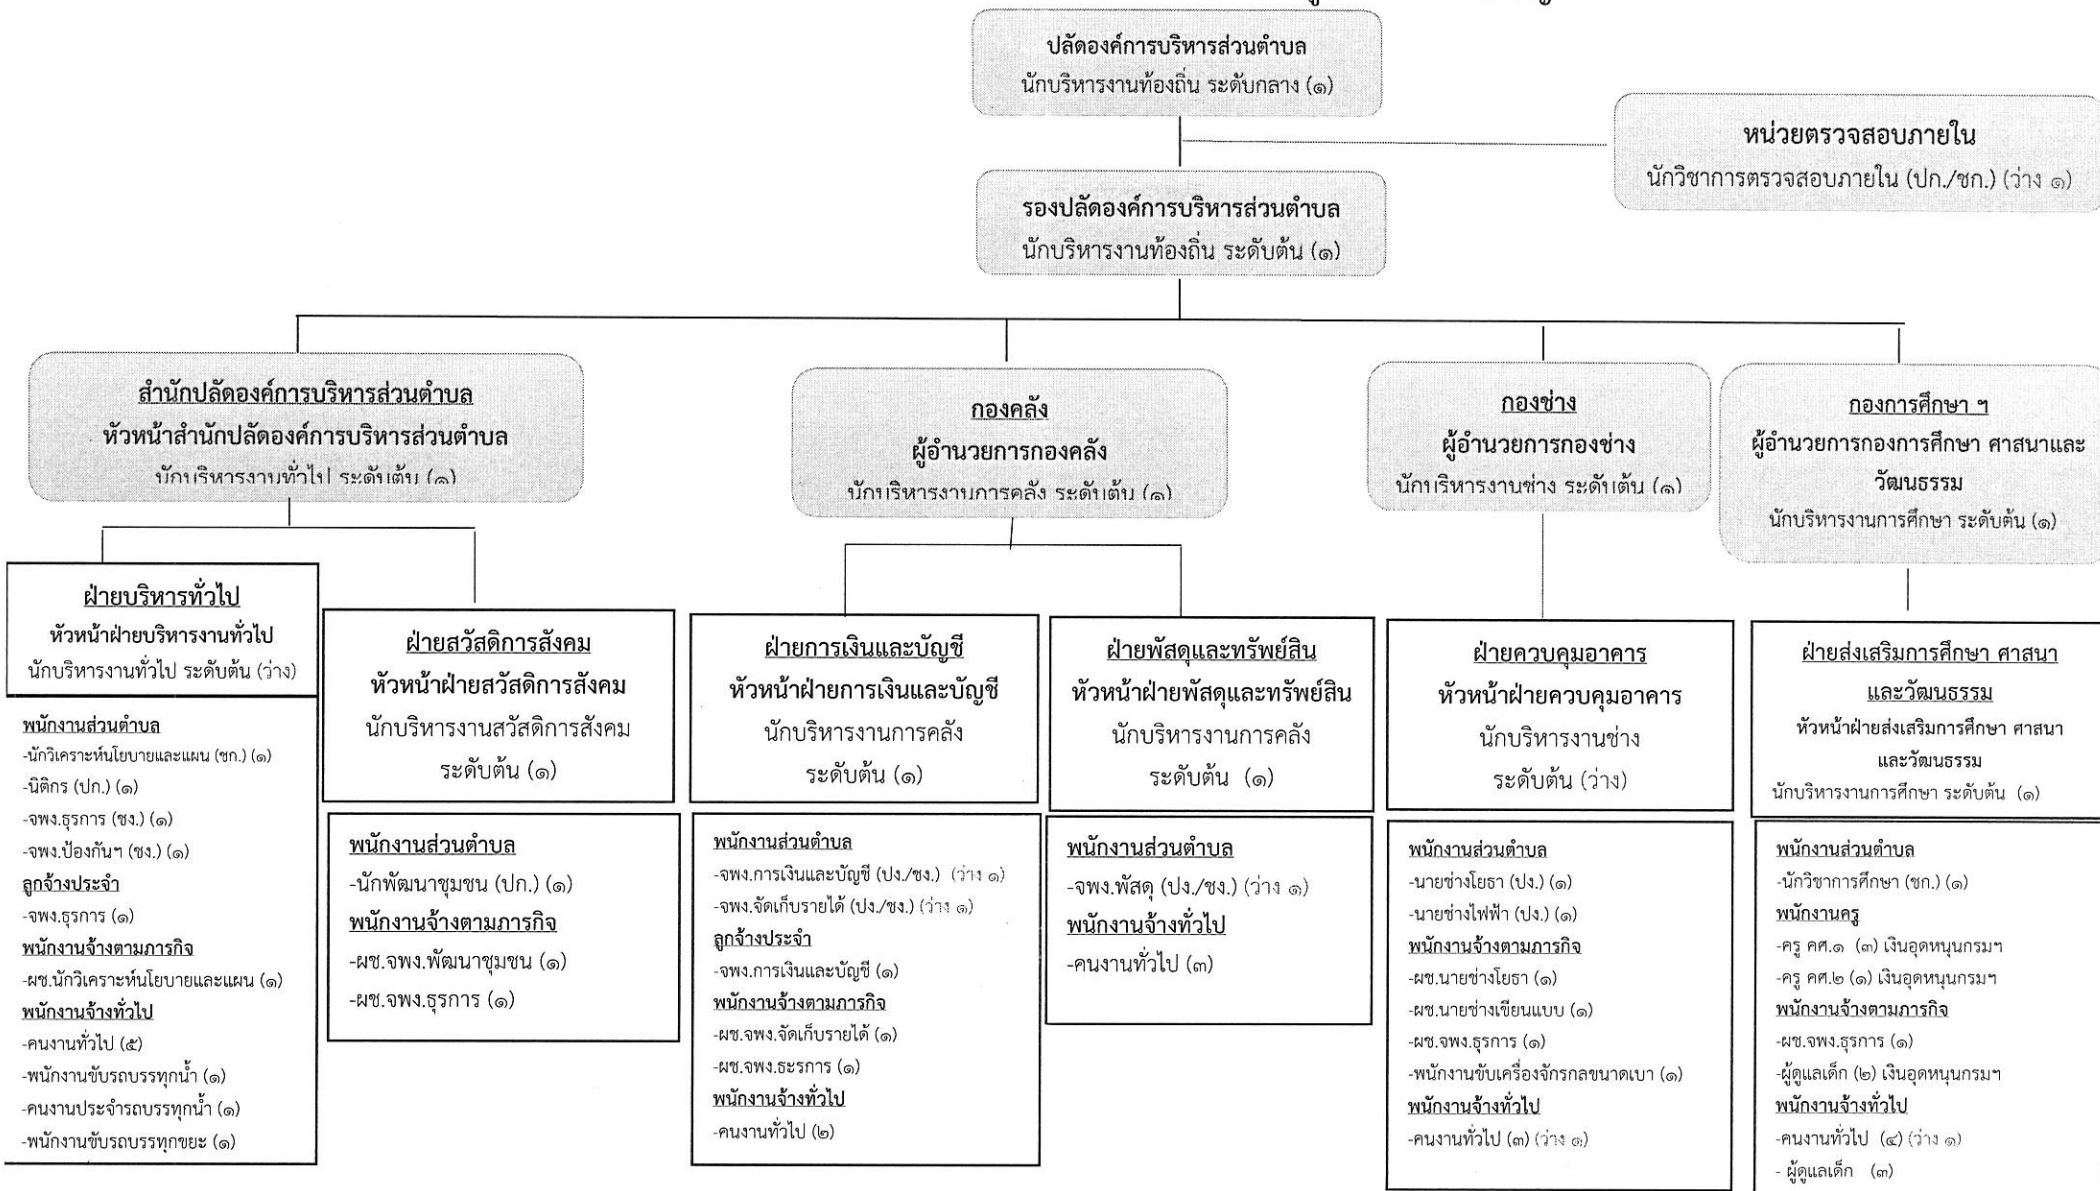 ปลัดองค์การบริหารส่วนตำบล
นักบริหารงานท้องถิ่น ระดับกลาง (๑)
หน่วยตรวจสอบภายใน
นักวิชาการตรวจสอบภายใน (ปก./ชก.) (ว่าง ๑)
รองปลัดองค์การบริหารส่วนตำบล
นักบริหารงานท้องถิ่น ระดับต้น (๑)
สำนักปลัดองค์การบริหารส่วนตำบล
หัวหน้าสำนักปลัดองค์การบริหารส่วนตำบล
นักบริหารงานทั่วไป ระดับต้น (๑)
กองคลัง
ผู้อำนวยการกองคลัง
นักบริหารงานการคลัง ระดับต้น (๑)
กองช่าง
ผู้อำนวยการกองช่าง
นักบริหารงานช่าง ระดับต้น (๑)
กองการศึกษา ฯ
ผู้อำนวยการกองการศึกษา ศาสนาและ
วัฒนธรรม
นักบริหารงานการศึกษา ระดับต้น (๑)
ฝ่ายบริหารทั่วไป
หัวหน้าฝ่ายบริหารงานทั่วไป
นักบริหารงานทั่วไป ระดับต้น (ว่าง)
พนักงานส่วนตำบล
-นักวิเคราะห์นโยบายและแผน (ชก.) (๑)
-นิติกร (ปก.) (๑)
-จพง.ธุรการ (ชง.) (๑)
-จพง.ป้องกันฯ (ชง.) (๑)
ลูกจ้างประจำ
-จพง.ธุรการ (๑)
พนักงานจ้างตามภารกิจ
-ผช.นักวิเคราะห์นโยบายและแผน (๑)
พนักงานจ้างทั่วไป
-คนงานทั่วไป (๕)
-พนักงานขับรถบรรทุกน้ำ (๑)
-คนงานประจำรถบรรทุกน้ำ (๑)
-พนักงานขับรถบรรทุกขยะ (๑)
ฝ่ายสวัสดิการสังคม
หัวหน้าฝ่ายสวัสดิการสังคม
นักบริหารงานสวัสดิการสังคม
ระดับต้น (๑)
พนักงานส่วนตำบล
-นักพัฒนาชุมชน (ปก.) (๑)
พนักงานจ้างตามภารกิจ
-ผช.จพง.พัฒนาชุมชน (๑)
-ผช.จพง.ธุรการ (๑)
ฝ่ายการเงินและบัญชี
หัวหน้าฝ่ายการเงินและบัญชี
นักบริหารงานการคลัง
ระดับต้น (๑)
พนักงานส่วนตำบล
-จพง.การเงินและบัญชี (ปง./ชง.) (ว่าง ๑)
-จพง.จัดเก็บรายได้ (ปง./ชง.) (ว่าง ๑)
ลูกจ้างประจำ
-จพง.การเงินและบัญชี (๑)
พนักงานจ้างตามภารกิจ
-ผช.จพง.จัดเก็บรายได้ (๑)
-ผช.จพง.ธะรการ (๑)
พนักงานจ้างทั่วไป
-คนงานทั่วไป (๒)
ฝ่ายพัสดุและทรัพย์สิน
หัวหน้าฝ่ายพัสดุและทรัพย์สิน
นักบริหารงานการคลัง
ระดับต้น (๑)
พนักงานส่วนตำบล
-จพง.พัสดุ (ปง./ชง.) (ว่าง ๑)
พนักงานจ้างทั่วไป
-คนงานทั่วไป (๓)
ฝ่ายควบคุมอาคาร
หัวหน้าฝ่ายควบคุมอาคาร
นักบริหารงานช่าง
ระดับต้น (ว่าง)
พนักงานส่วนตำบล
-นายช่างโยธา (ปง.) (๑)
-นายช่างไฟฟ้า (ปง.) (๑)
พนักงานจ้างตามภารกิจ
-ผช.นายช่างโยธา (๑)
-ผช.นายช่างเขียนแบบ (๑)
-ผช.จพง.ธุรการ (๑)
-พนักงานขับเครื่องจักรกลขนาดเบา (๑)
พนักงานจ้างทั่วไป
-คนงานทั่วไป (๓) (ว่าง ๑)
ฝ่ายส่งเสริมการศึกษา ศาสนา
และวัฒนธรรม
หัวหน้าฝ่ายส่งเสริมการศึกษา ศาสนา
และวัฒนธรรม
นักบริหารงานการศึกษา ระดับต้น (๑)
พนักงานส่วนตำบล
-นักวิชาการศึกษา (ชก.) (๑)
พนักงานครู
-ครู คศ.๑ (๓) เงินอุดหนุนกรมฯ
-ครู คศ.๒ (๑) เงินอุดหนุนกรมฯ
พนักงานจ้างตามภารกิจ
-ผช.จพง.ธุรการ (๑)
-ผู้ดูแลเด็ก (๒) เงินอุดหนุนกรมฯ
พนักงานจ้างทั่วไป
-คนงานทั่วไป (๔) (ว่าง ๑)
- ผู้ดูแลเด็ก (๓)